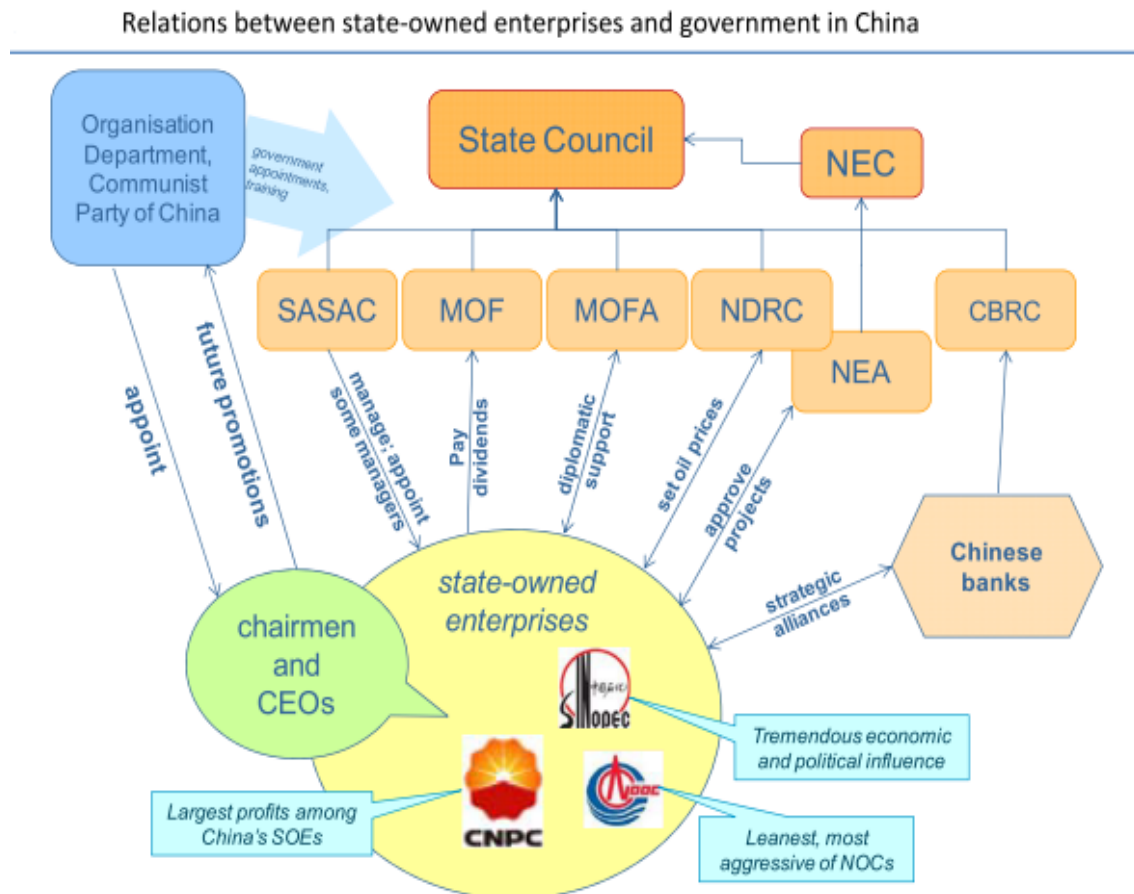 Relations between state-owned enterprises and government in China
Organisation
Department,
Communist
Party of China
government
appointments,
training
State Council
NEC
SASAC
MOF
MOFA
NDRC
NEA
CBRC
appoint
future promotions
manage; appoint
some managers
Pay
dividends
diplomatic
support
set oil prices
approve
projects
strategic
alliances
Chinese
banks
state-owned
enterprises
chairmen
and
CEOs
SINOPEC
CNPC
CNOOC
Tremendous economic
and political influence
Largest profits among
China's SOEs
Leanest, most
aggressive of NOCs